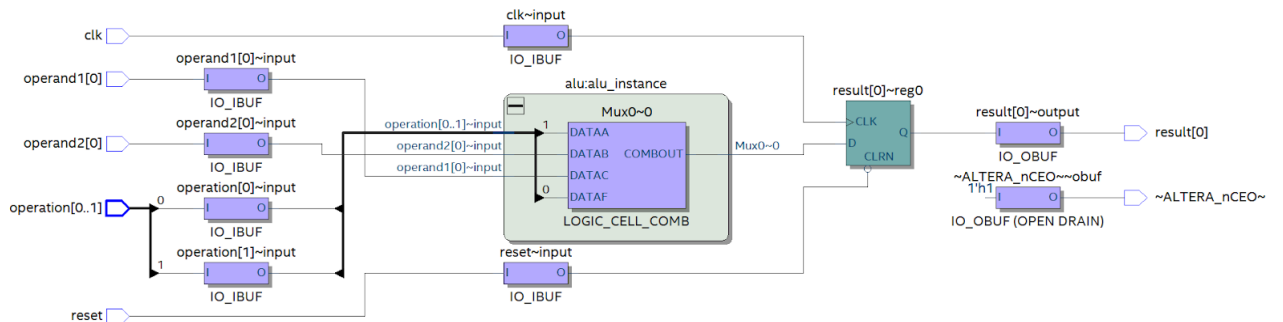 clk~input
clk
I O
IO_IBUF
operand1[0]~input
operand1[0]
I O
IO_IBUF
alu:alu_instance
result[0]~reg0
Mux0~0
operand2[0]~input
operation[0..1]~input
1
DATAA
CLK
Q
result[0]~output
I O
result[0]
IO_OBUF
operand2[0]
I O
IO_IBUF
operand2[0]~input
DATAB
COMBOUT
Mux0~0
D
operand1[0]~input
DATAC
CLRN
~ALTERA_nCEO~~obuf
operation[0]~input
0
DATAF
1'h1
I O
~ALTERA_nCEO~
operation[0..1]
0
I O
IO_IBUF
LOGIC_CELL_COMB
IO_OBUF (OPEN DRAIN)
operation[1]~input
1
I O
IO_IBUF
reset~input
I O
IO_IBUF
reset